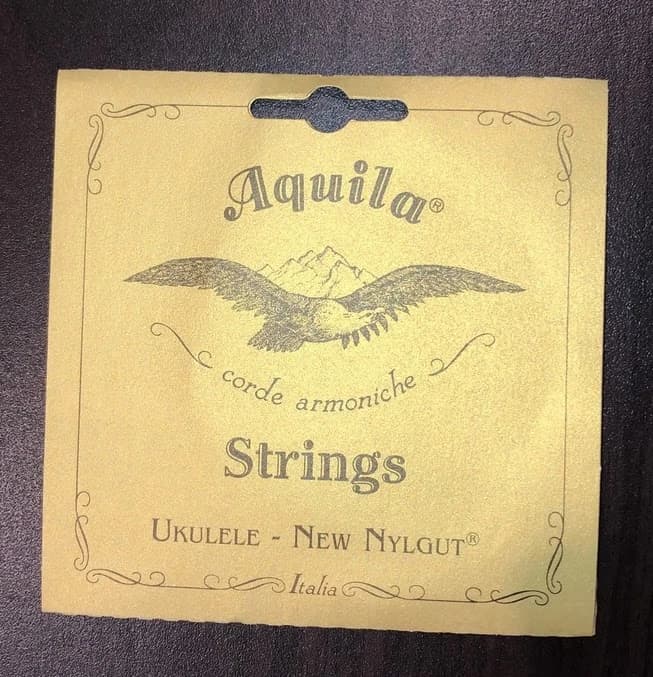 Aquila®
corde armoniche
Strings
UKULELE - NEW NYLGUT®
Italia